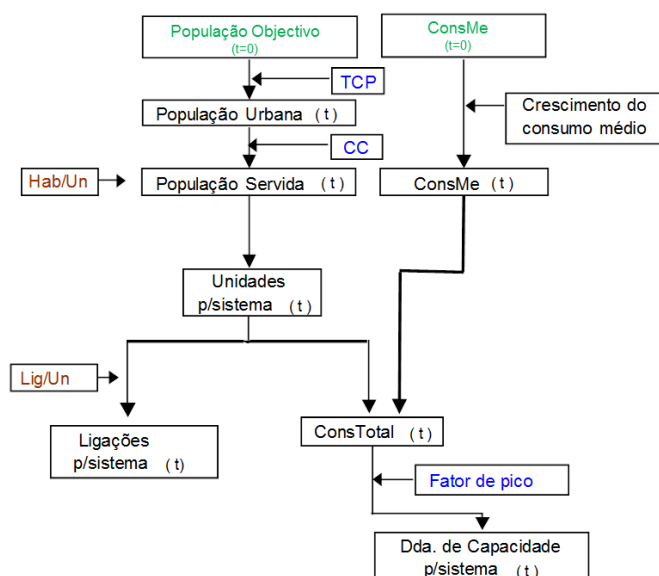 População Objectivo
(t=0)
ConsMe
(t=0)
TCP
Crescimento do
consumo médio
População Urbana (t)
CC
Hab/Un
População Servida (t)
ConsMe (t)
Unidades
p/sistema (t)
Lig/Un
Ligações
p/sistema (t)
ConsTotal (t)
Fator de pico
Dda. de Capacidade
p/sistema (t)